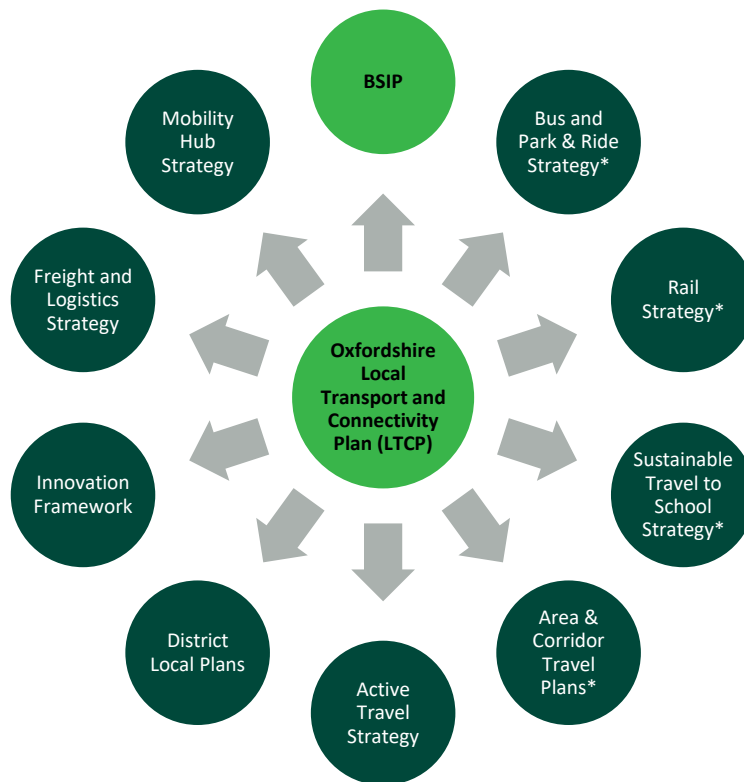 BSIP
Bus and
Park & Ride
Strategy*
Rail
Strategy*
Sustainable
Travel to
School
Strategy*
Area &
Corridor
Travel
Plans*
Active
Travel
Strategy
District
Local Plans
Innovation
Framework
Freight and
Logistics
Strategy
Mobility
Hub
Strategy
Oxfordshire
Local
Transport and
Connectivity
Plan (LTCP)